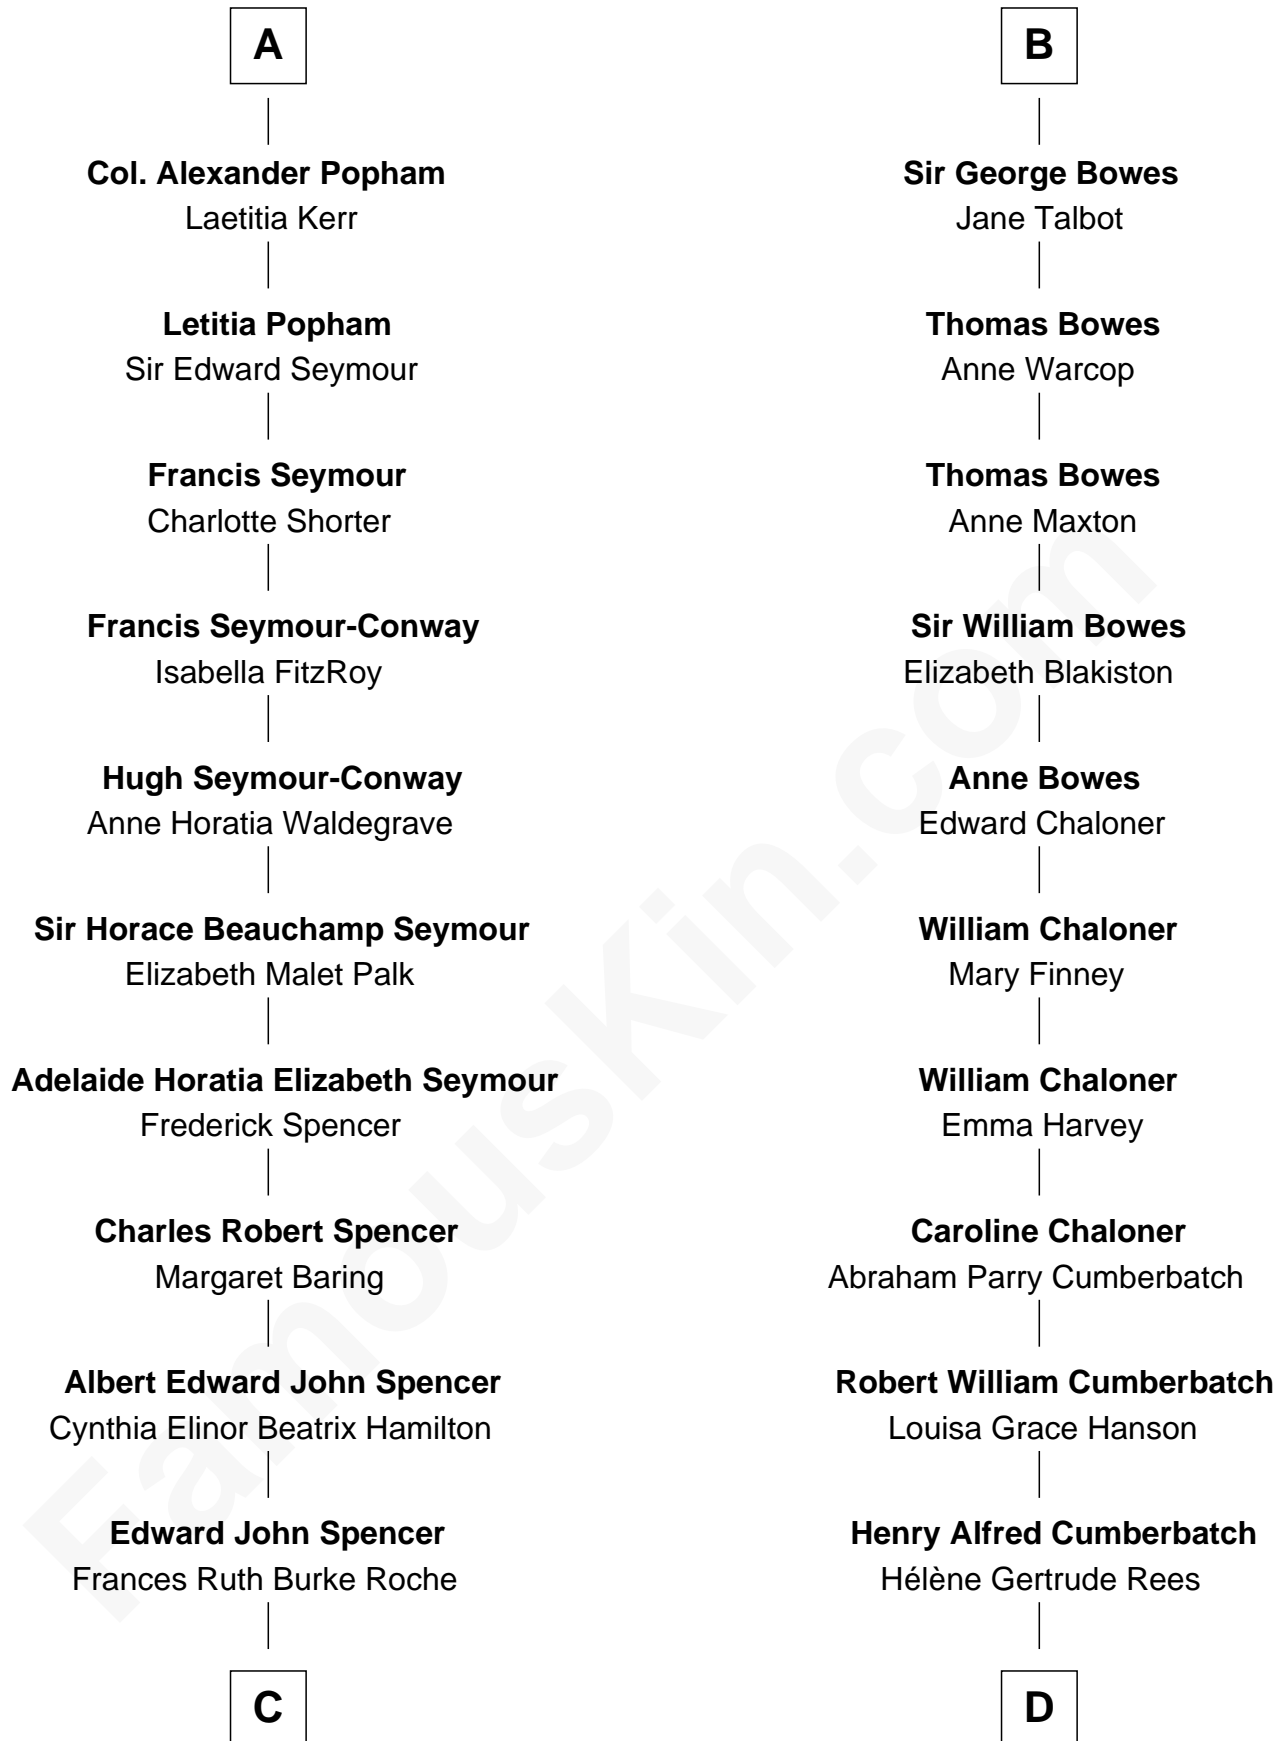 A
Col. Alexander Popham
Laetitia Kerr
Letitia Popham
Sir Edward Seymour
Francis Seymour
Charlotte Shorter
Francis Seymour-Conway
Isabella FitzRoy
Hugh Seymour-Conway
Anne Horatia Waldegrave
Sir Horace Beauchamp Seymour
Elizabeth Malet Palk
Adelaide Horatia Elizabeth Seymour
Frederick Spencer
Charles Robert Spencer
Margaret Baring
Albert Edward John Spencer
Cynthia Elinor Beatrix Hamilton
Edward John Spencer
Frances Ruth Burke Roche
C
B
Sir George Bowes
Jane Talbot
Thomas Bowes
Anne Warcop
Thomas Bowes
Anne Maxton
Sir William Bowes
Elizabeth Blakiston
Anne Bowes
Edward Chaloner
William Chaloner
Mary Finney
William Chaloner
Emma Harvey
Caroline Chaloner
Abraham Parry Cumberbatch
Robert William Cumberbatch
Louisa Grace Hanson
Henry Alfred Cumberbatch
Hélène Gertrude Rees
D
FamousKin.com